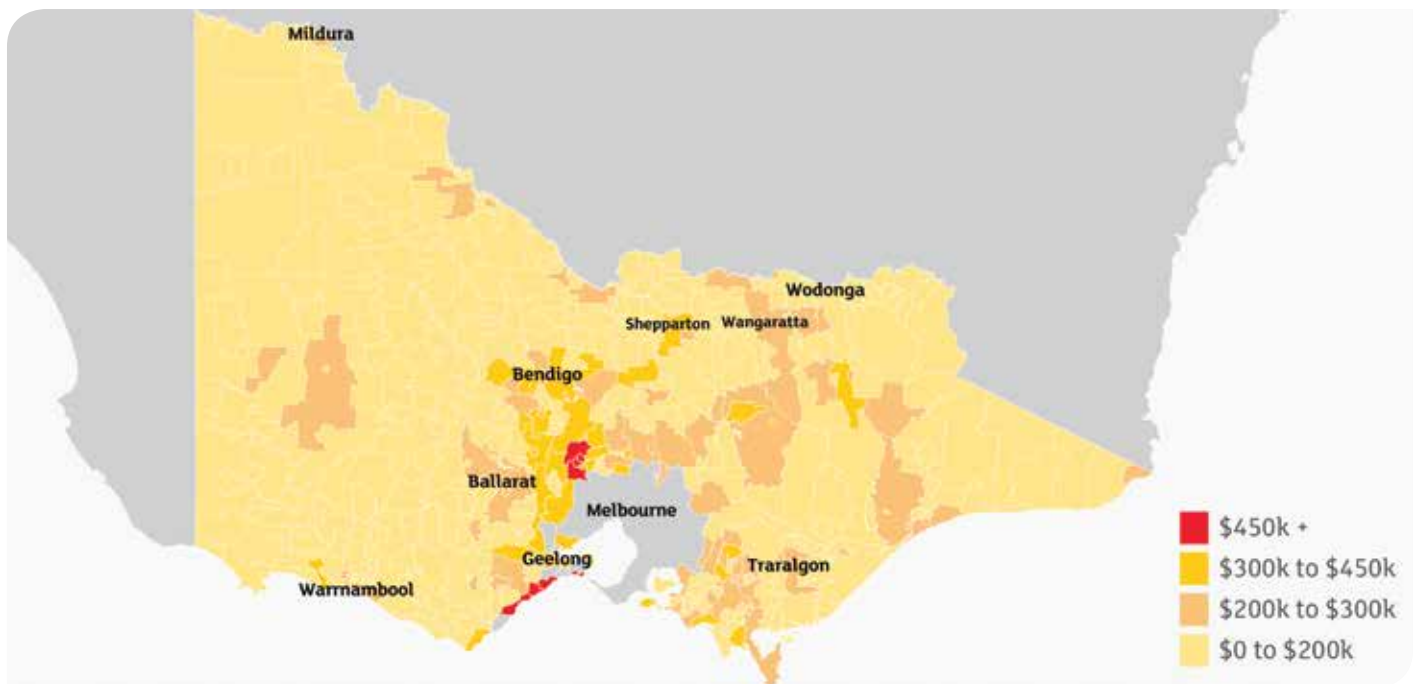 Mildura
Wodonga
Shepparton
Wangaratta
Bendigo
Ballarat
Melbourne
Geelong
Traralgon
Warrnambool
$450k +
$300k to $450k
$200k to $300k
$0 to $200k